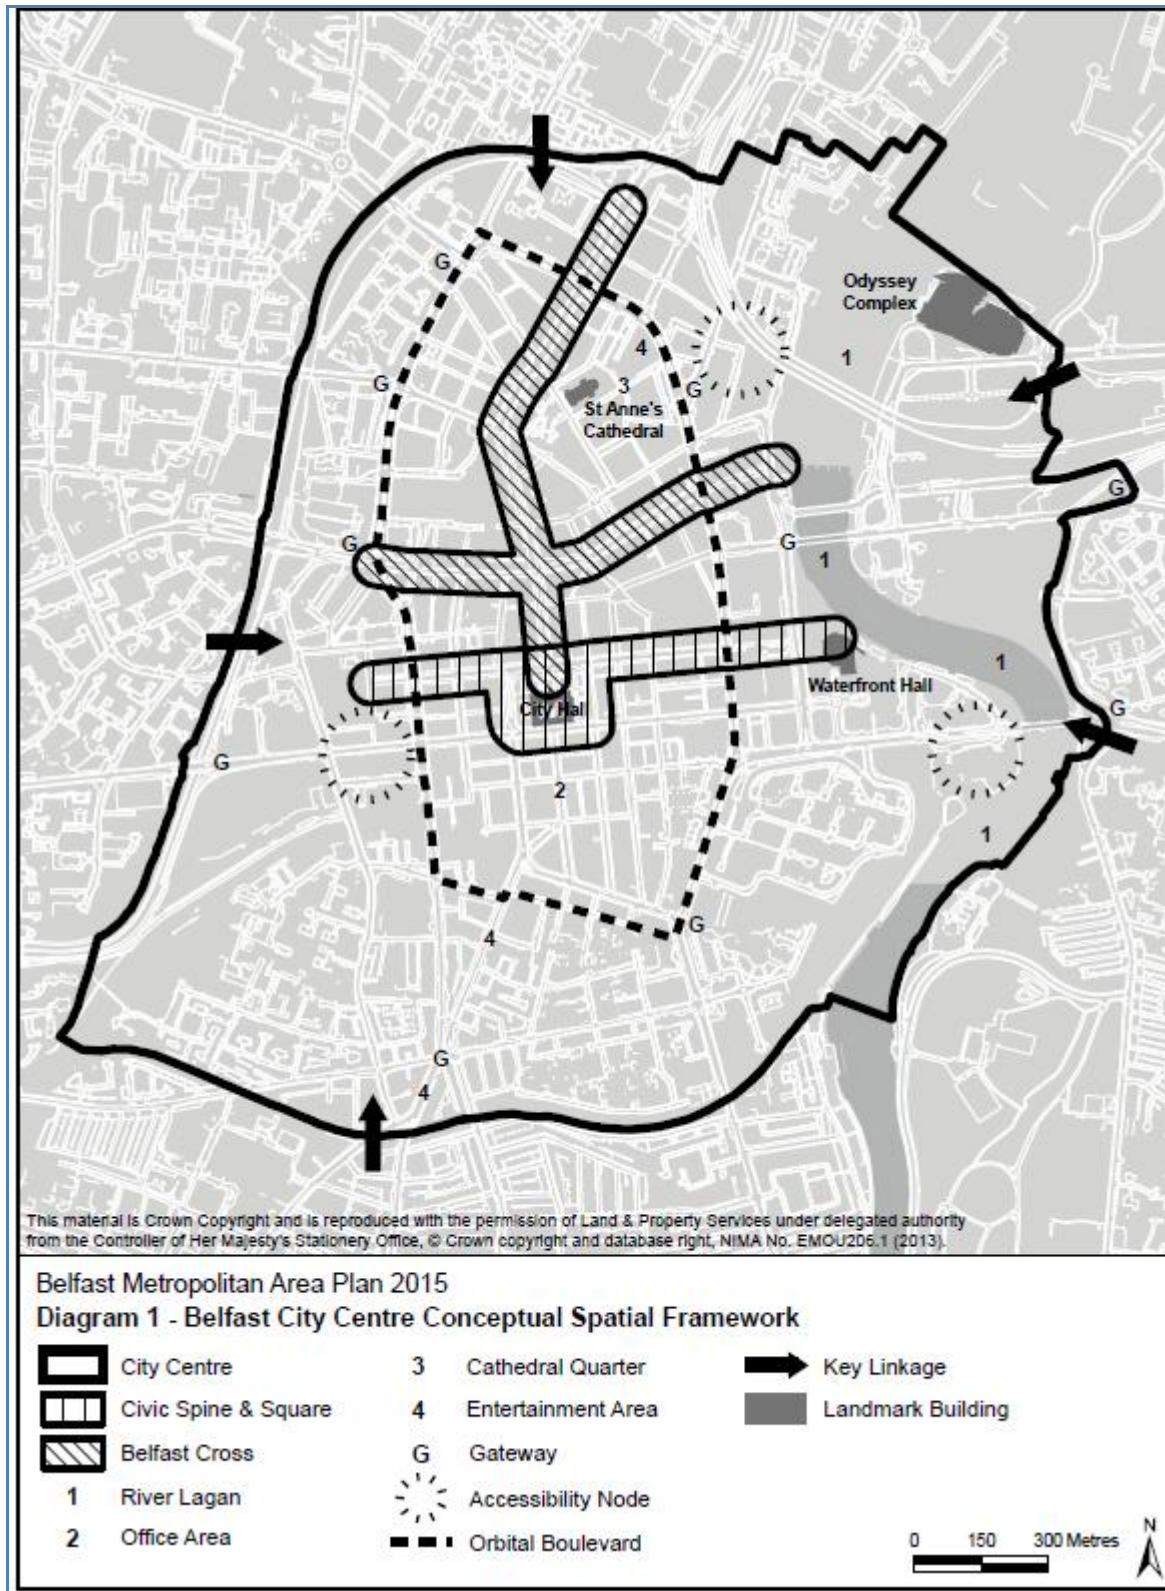 G
Odyssey
Complex
4
1
G
3
G
St Anne's
Cathedral
G
G
G
1
1
Waterfront Hall
City Hall
G
G
2
1
G
4
G
4
This material is Crown Copyright and is reproduced with the permission of Land & Property Services under delegated authority
from the Controller of Her Majesty's Stationery Office, © Crown copyright and database right, NIMA No. EMOU206.1 (2013).
Belfast Metropolitan Area Plan 2015
Diagram 1 - Belfast City Centre Conceptual Spatial Framework
City Centre
Civic Spine & Square
Belfast Cross
1 River Lagan
2 Office Area
3 Cathedral Quarter
4 Entertainment Area
G Gateway
Accessibility Node
Orbital Boulevard
Key Linkage
Landmark Building
0 150 300 Metres
N